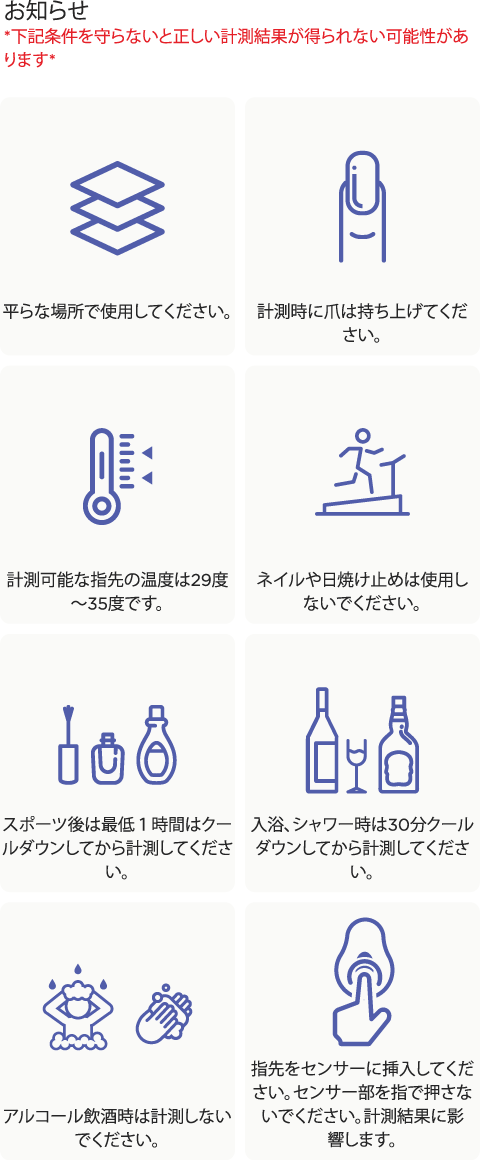 お知らせ
*下記条件を守らないと正しい計測結果が得られない可能性があ
ります*
平らな場所で使用してください。
計測時に爪は持ち上げてくだ
さい。
計測可能な指先の温度は29度
～35度です。
ネイルや日焼け止めは使用し
ないでください。
スポーツ後は最低１時間はクー
ルダウンしてから計測してくださ
い。
入浴、シャワー時は30分クール
ダウンしてから計測してくださ
い。
アルコール飲酒時は計測しない
でください。
指先をセンサーに挿入してくだ
さい。センサー部を指で押さな
いでください。計測結果に影
響します。